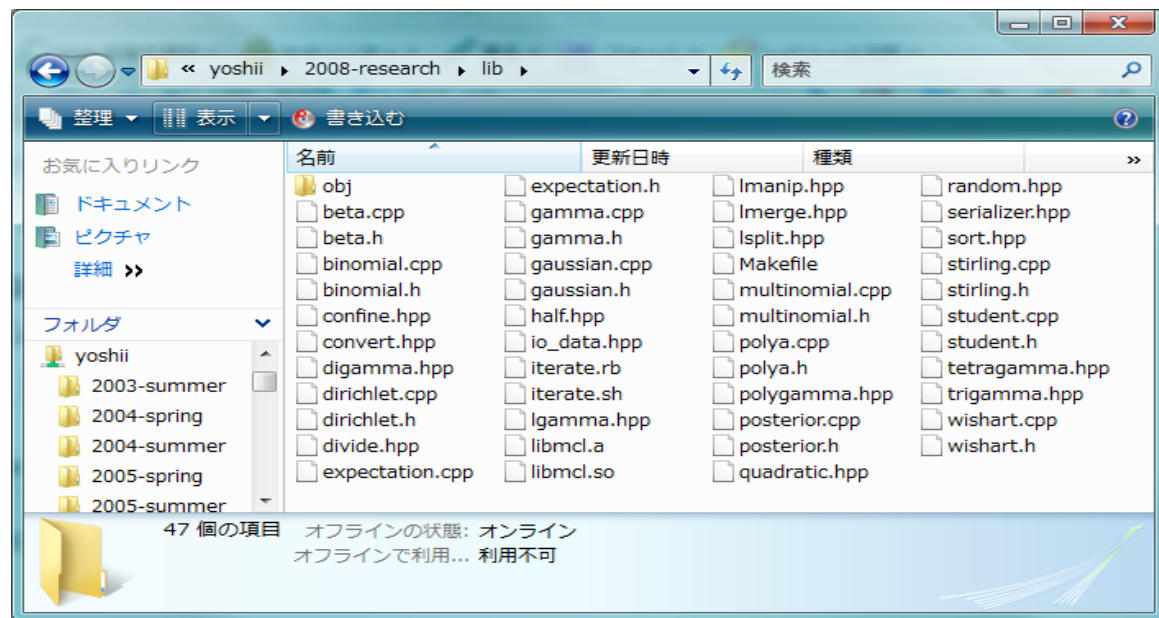 « yoshii ▸ 2008-research ▸ lib ▸ 検索
整理 表示 書き込む
お気に入りリンク
ドキュメント
ピクチャ
詳細 »
フォルダ
yoshii
2003-summer
2004-spring
2004-summer
2005-spring
2005-summer
名前 更新日時 種類 »
obj
beta.cpp
beta.h
binomial.cpp
binomial.h
confine.hpp
convert.hpp
digamma.hpp
dirichlet.cpp
dirichlet.h
divide.hpp
expectation.cpp
expectation.h
gamma.cpp
gamma.h
gaussian.cpp
gaussian.h
half.hpp
io_data.hpp
iterate.rb
iterate.sh
lgamma.hpp
libmcl.a
libmcl.so
lmanip.hpp
lmerge.hpp
lsplit.hpp
Makefile
multinomial.cpp
multinomial.h
polya.cpp
polya.h
polygamma.hpp
posterior.cpp
posterior.h
quadratic.hpp
random.hpp
serializer.hpp
sort.hpp
stirling.cpp
stirling.h
student.cpp
student.h
tetragamma.hpp
trigamma.hpp
wishart.cpp
wishart.h
47 個の項目 オフラインの状態: オンライン
オフラインで利用... 利用不可